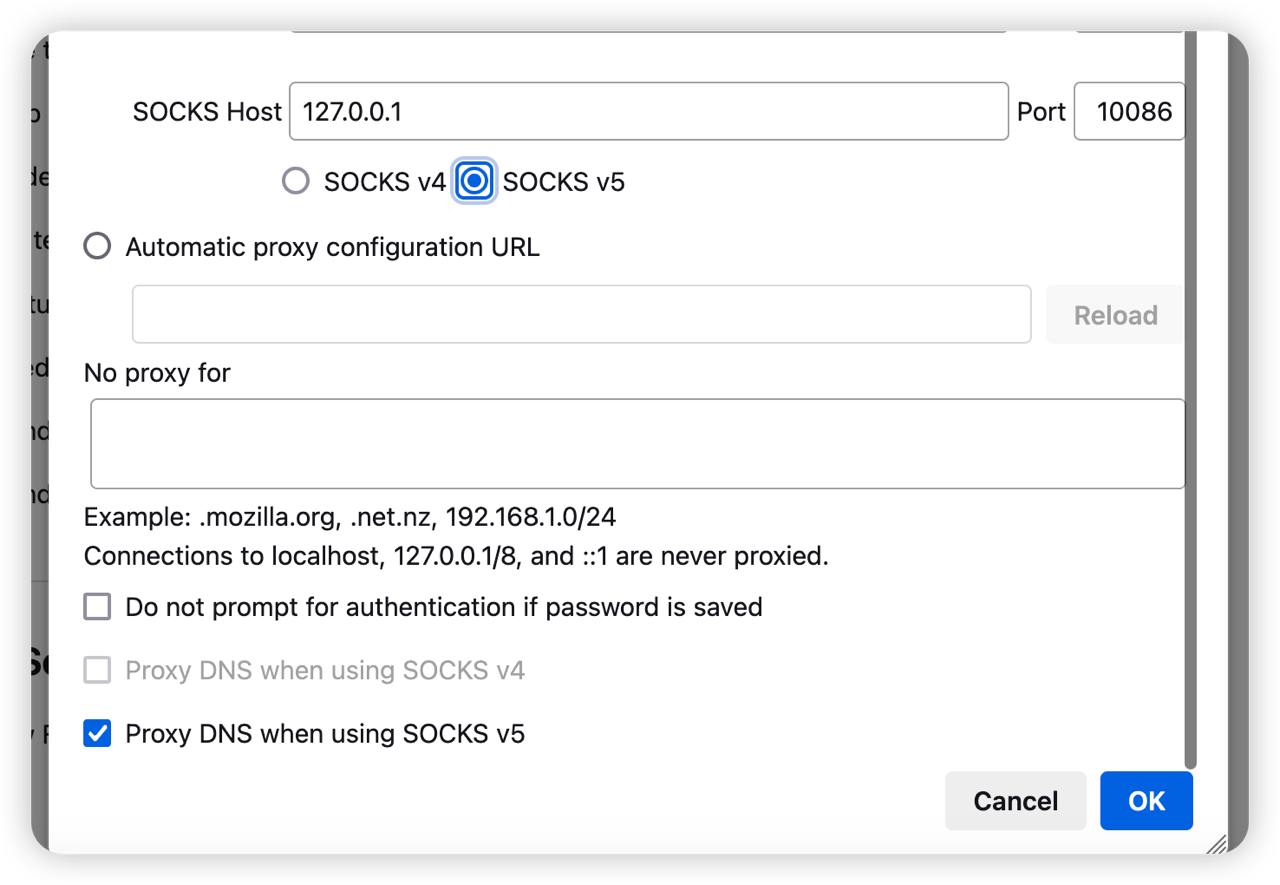 SOCKS Host 127.0.0.1 Port 10086
SOCKS v4 SOCKS v5
Automatic proxy configuration URL
Reload
No proxy for
Example: .mozilla.org, .net.nz, 192.168.1.0/24
Connections to localhost, 127.0.0.1/8, and ::1 are never proxied.
Do not prompt for authentication if password is saved
Proxy DNS when using SOCKS v4
Proxy DNS when using SOCKS v5
Cancel OK